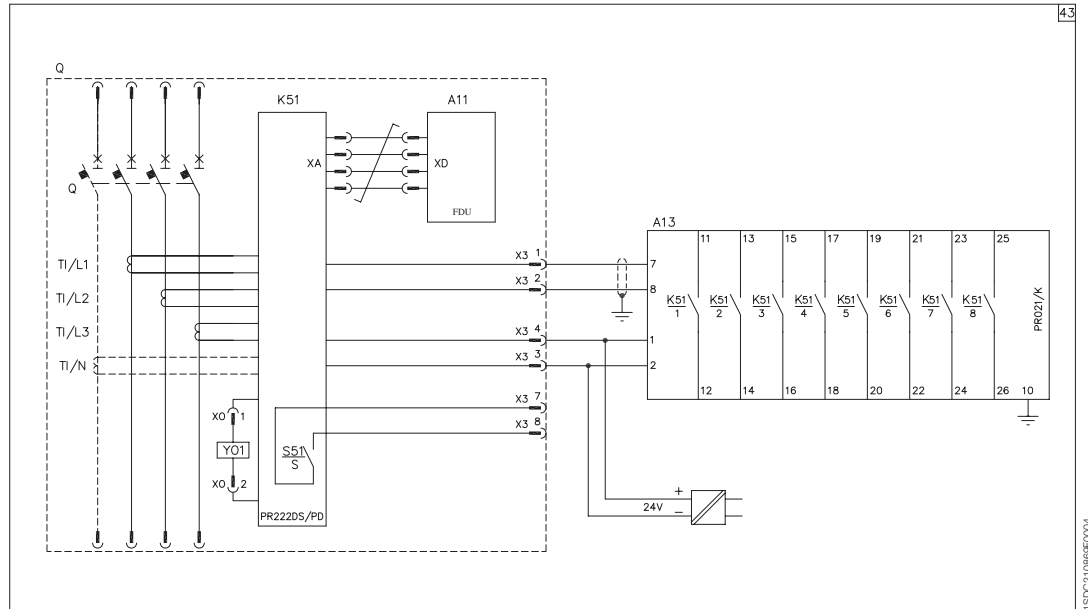 43
Q
K51
A11
XA
XD
Q
FDU
A13
11 13 15 17 19 21 23 25
TI/L1
X3 1
7
TI/L2
X3 2
8
K51 1
K51 2
K51 3
K51 4
K51 5
K51 6
K51 7
K51 8
PR021/K
TI/L3
X3 4
1
TI/N
X3 3
2
12 14 16 18 20 22 24 26 10
X3 7
X0 1
X3 8
Y01
S51 S
X0 2
+
24V
−
PR222DS/PD
1SDC210869F0004